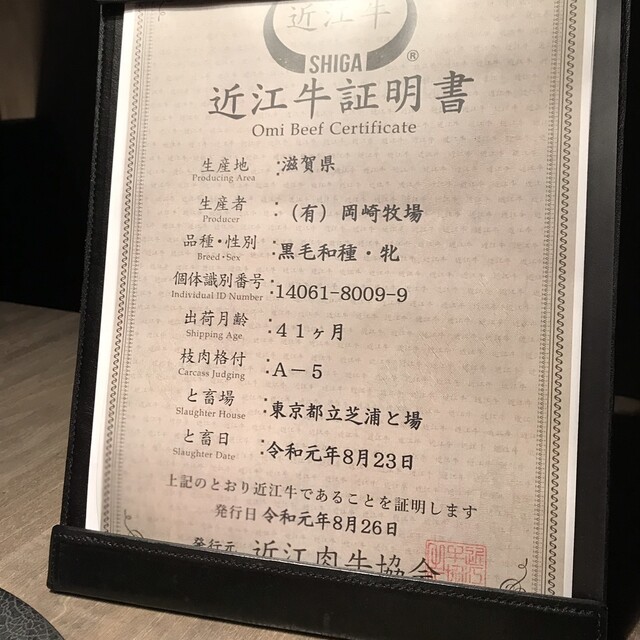 近江牛
SHIGA ®
近江牛証明書
Omi Beef Certificate
生産地 Producing Area :滋賀県
生産者 Producer :（有）岡崎牧場
品種・性別 Breed・Sex :黒毛和種・牝
個体識別番号 Individual ID Number :14061-8009-9
出荷月齢 Shipping Age :41ヶ月
枝肉格付 Carcass Judging :A－5
と畜場 Slaughter House :東京都立芝浦と場
と畜日 Slaughter Date :令和元年8月23日
上記のとおり近江牛であることを証明します
発行日 令和元年8月26日
発行元 近江肉牛協会